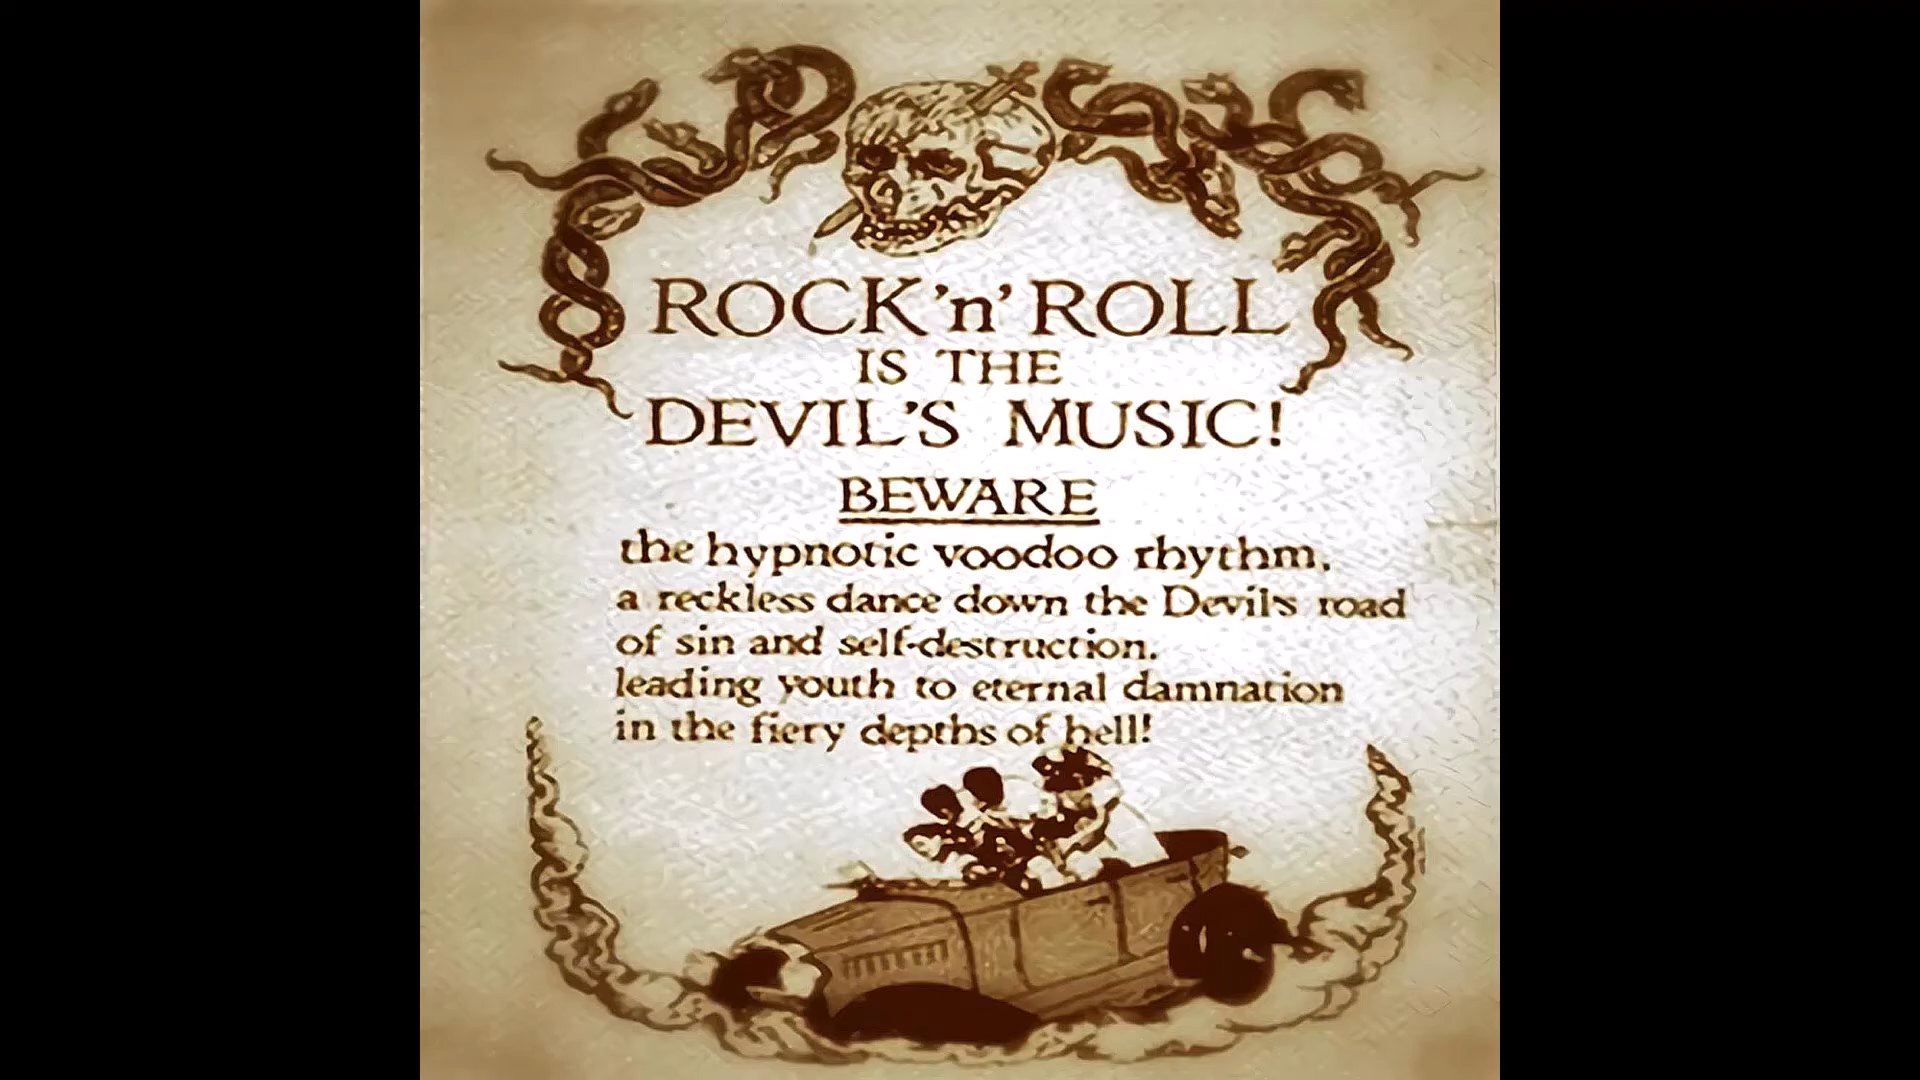 ROCK 'n' ROLL
IS THE
DEVIL'S MUSIC!
BEWARE
the hypnotic voodoo rhythm,
a reckless dance down the Devil's road
of sin and self-destruction.
leading youth to eternal damnation
in the fiery depths of hell!